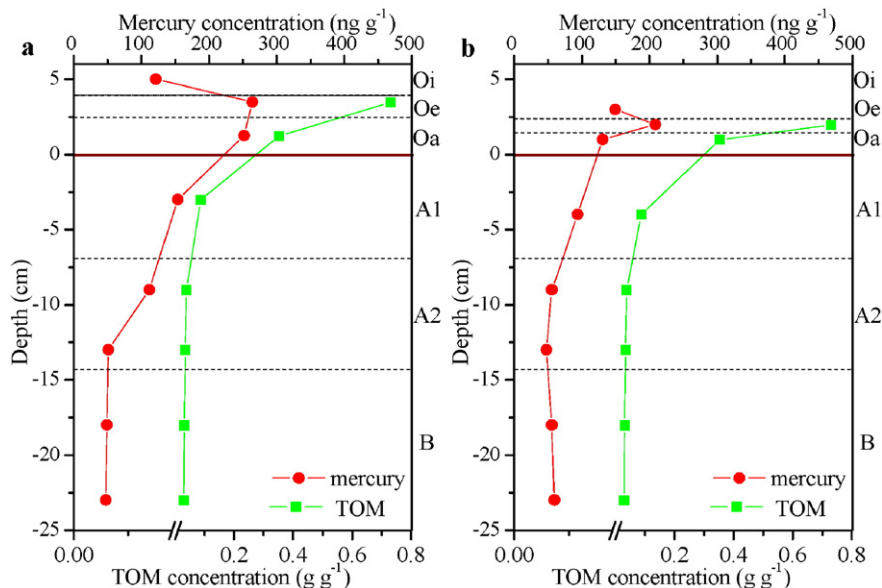 Mercury concentration (ng g-1)
0 100 200 300 400 500
a
5
0
-5
-10
-15
-20
-25
Depth (cm)
Oi
Oe
Oa
A1
A2
B
mercury
TOM
0.00 0.2 0.4 0.6 0.8
TOM concentration (g g-1)
Mercury concentration (ng g-1)
0 100 200 300 400 500
b
5
0
-5
-10
-15
-20
-25
Depth (cm)
Oi
Oe
Oa
A1
A2
B
mercury
TOM
0.00 0.2 0.4 0.6 0.8
TOM concentration (g g-1)